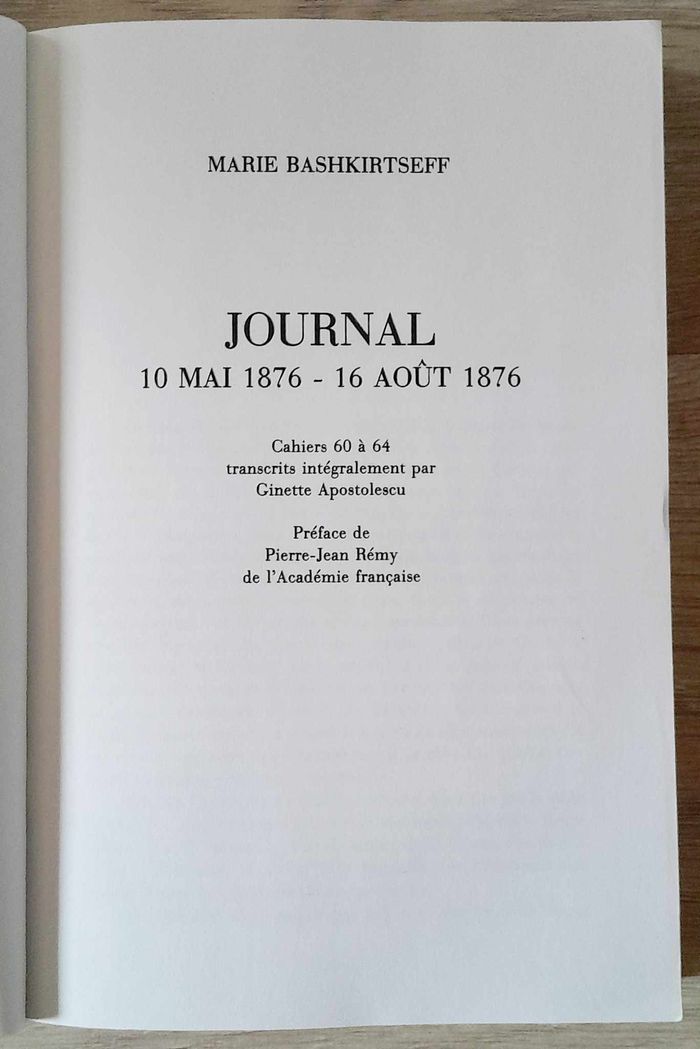 MARIE BASHKIRTSEFF
JOURNAL
10 MAI 1876 - 16 AOÛT 1876
Cahiers 60 à 64
transcrits intégralement par
Ginette Apostolescu
Préface de
Pierre-Jean Rémy
de l'Académie française